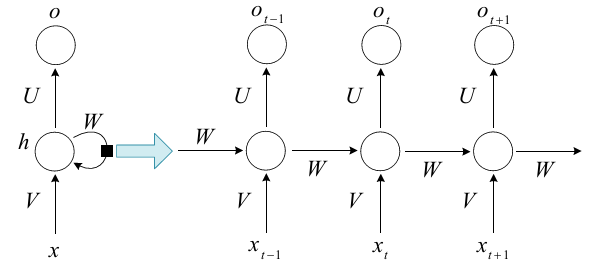 o o_{t-1} o_t o_{t+1}
U U U U
h W W W W W
V V V V
x x_{t-1} x_t x_{t+1}